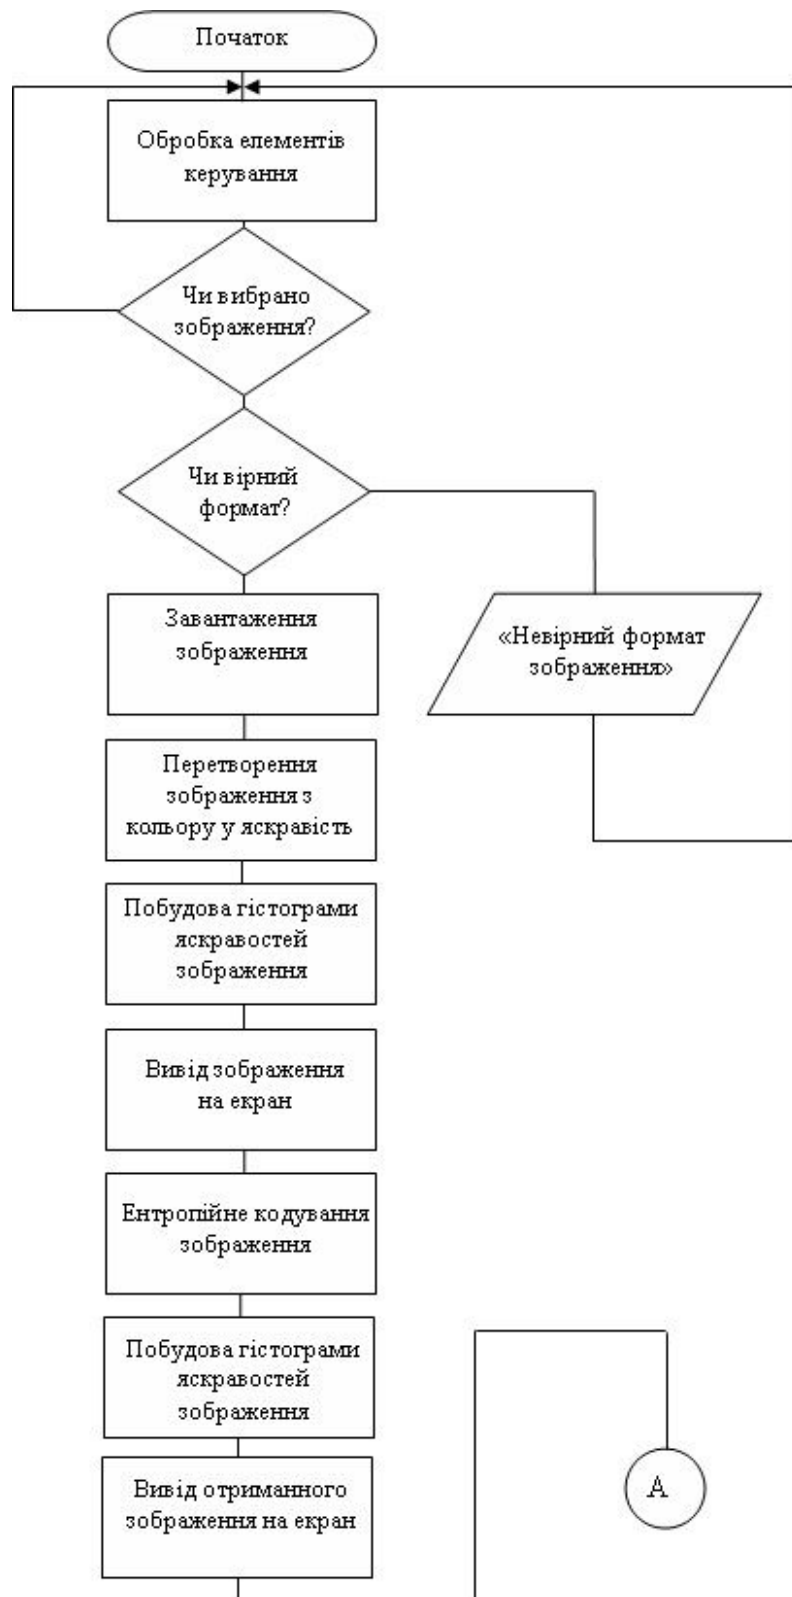 Початок
Обробка елементів
керування
Чи вибрано
зображення?
Чи вірний
формат?
Завантаження
зображення
«Невірний формат
зображення»
Перетворення
зображення з
кольору у яскравість
Побудова гістограми
яскравостей
зображення
Вивід зображення
на екран
Ентропійне кодування
зображення
Побудова гістограми
яскравостей
зображення
Вивід отриманного
зображення на екран
А